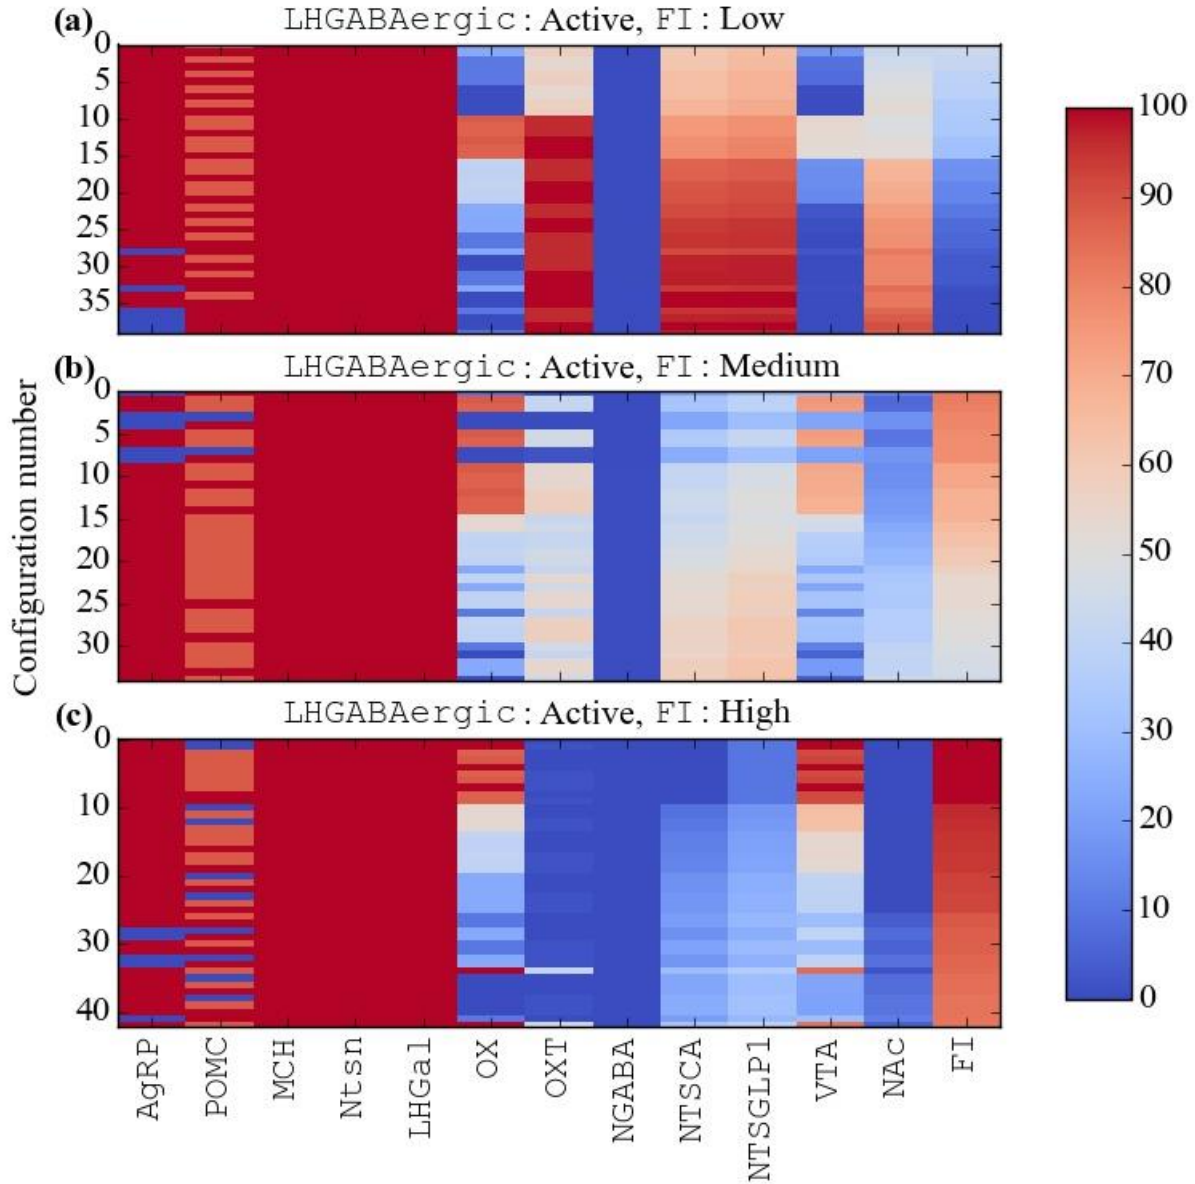 (a) LHGABAergic: Active, FI: Low
0
5
10
15
20
25
30
35
(b) LHGABAergic: Active, FI: Medium
0
5
10
15
20
25
30
(c) LHGABAergic: Active, FI: High
0
10
20
30
40
Configuration number
AgRP
POMC
MCH
Ntsn
LHGal
OX
OXT
NGABA
NTSCA
NTSGLP1
VTA
NAc
FI
100
90
80
70
60
50
40
30
20
10
0